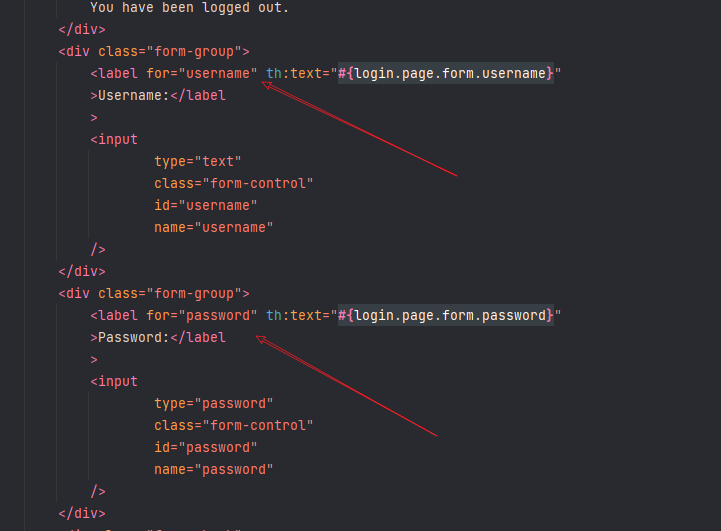 You have been logged out.
</div>
<div class="form-group">
<label for="username" th:text="#{login.page.form.username}"
>Username:</label
>
<input
type="text"
class="form-control"
id="username"
name="username"
/>
</div>
<div class="form-group">
<label for="password" th:text="#{login.page.form.password}"
>Password:</label
>
<input
type="password"
class="form-control"
id="password"
name="password"
/>
</div>